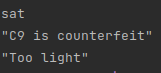 sat
"C9 is counterfeit"
"Too light"